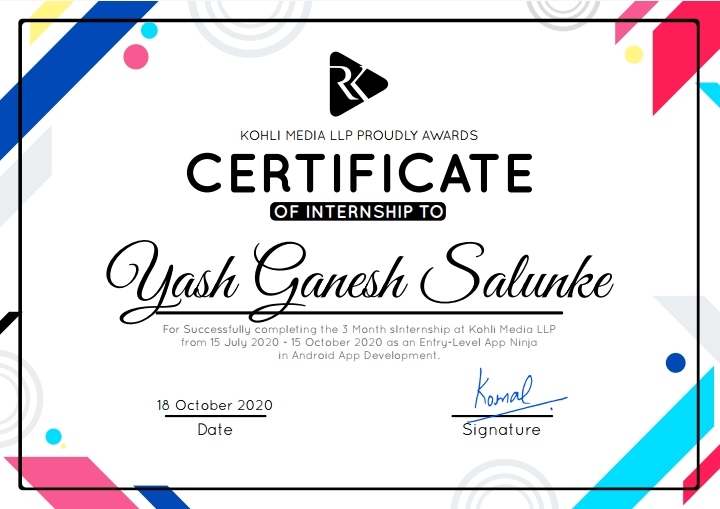 RK
KOHLI MEDIA LLP PROUDLY AWARDS
CERTIFICATE
OF INTERNSHIP TO
Yash Ganesh Salunke
For Successfully completing the 3 Month sInternship at Kohli Media LLP
from 15 July 2020 - 15 October 2020 as an Entry-Level App Ninja
in Android App Development.
18 October 2020
Date
Komal
Signature